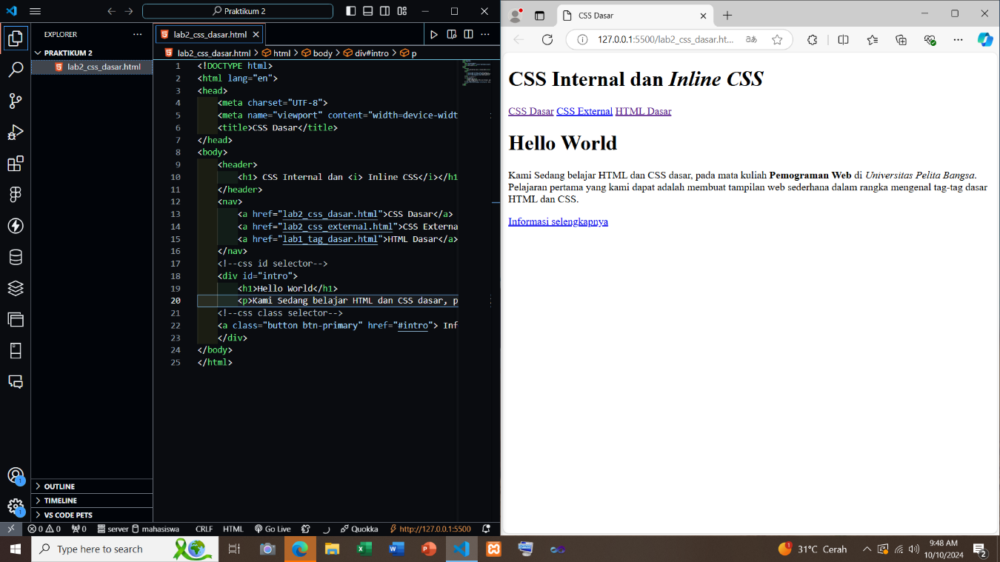 Praktikum 2
EXPLORER
PRAKTIKUM 2
lab2_css_dasar.html
OUTLINE
TIMELINE
VS CODE PETS
lab2_css_dasar.html
lab2_css_dasar.html > html > body > div#intro > p
1 <!DOCTYPE html>
2 <html lang="en">
3 <head>
4 <meta charset="UTF-8">
5 <meta name="viewport" content="width=device-widt
6 <title>CSS Dasar</title>
7 </head>
8 <body>
9 <header>
10 <h1> CSS Internal dan <i> Inline CSS</i></h1
11 </header>
12 <nav>
13 <a href="lab2_css_dasar.html">CSS Dasar</a>
14 <a href="lab2_css_external.html">CSS Externa
15 <a href="lab1_tag_dasar.html">HTML Dasar</a>
16 </nav>
17 <!--css id selector-->
18 <div id="intro">
19 <h1>Hello World</h1>
20 <p>Kami Sedang belajar HTML dan CSS dasar, p
21 <!--css class selector-->
22 <a class="button btn-primary" href="#intro"> Inf
23 </div>
24 </body>
25 </html>
0 0 0 server mahasiswa CRLF HTML Go Live Quokka http://127.0.0.1:5500
CSS Dasar
127.0.0.1:5500/lab2_css_dasar.ht...
CSS Internal dan Inline CSS
CSS Dasar CSS External HTML Dasar
Hello World
Kami Sedang belajar HTML dan CSS dasar, pada mata kuliah Pemograman Web di Universitas Pelita Bangsa.
Pelajaran pertama yang kami dapat adalah membuat tampilan web sederhana dalam rangka mengenal tag-tag dasar
HTML dan CSS.
Informasi selengkapnya
Type here to search
31°C Cerah
9:48 AM
10/10/2024
2